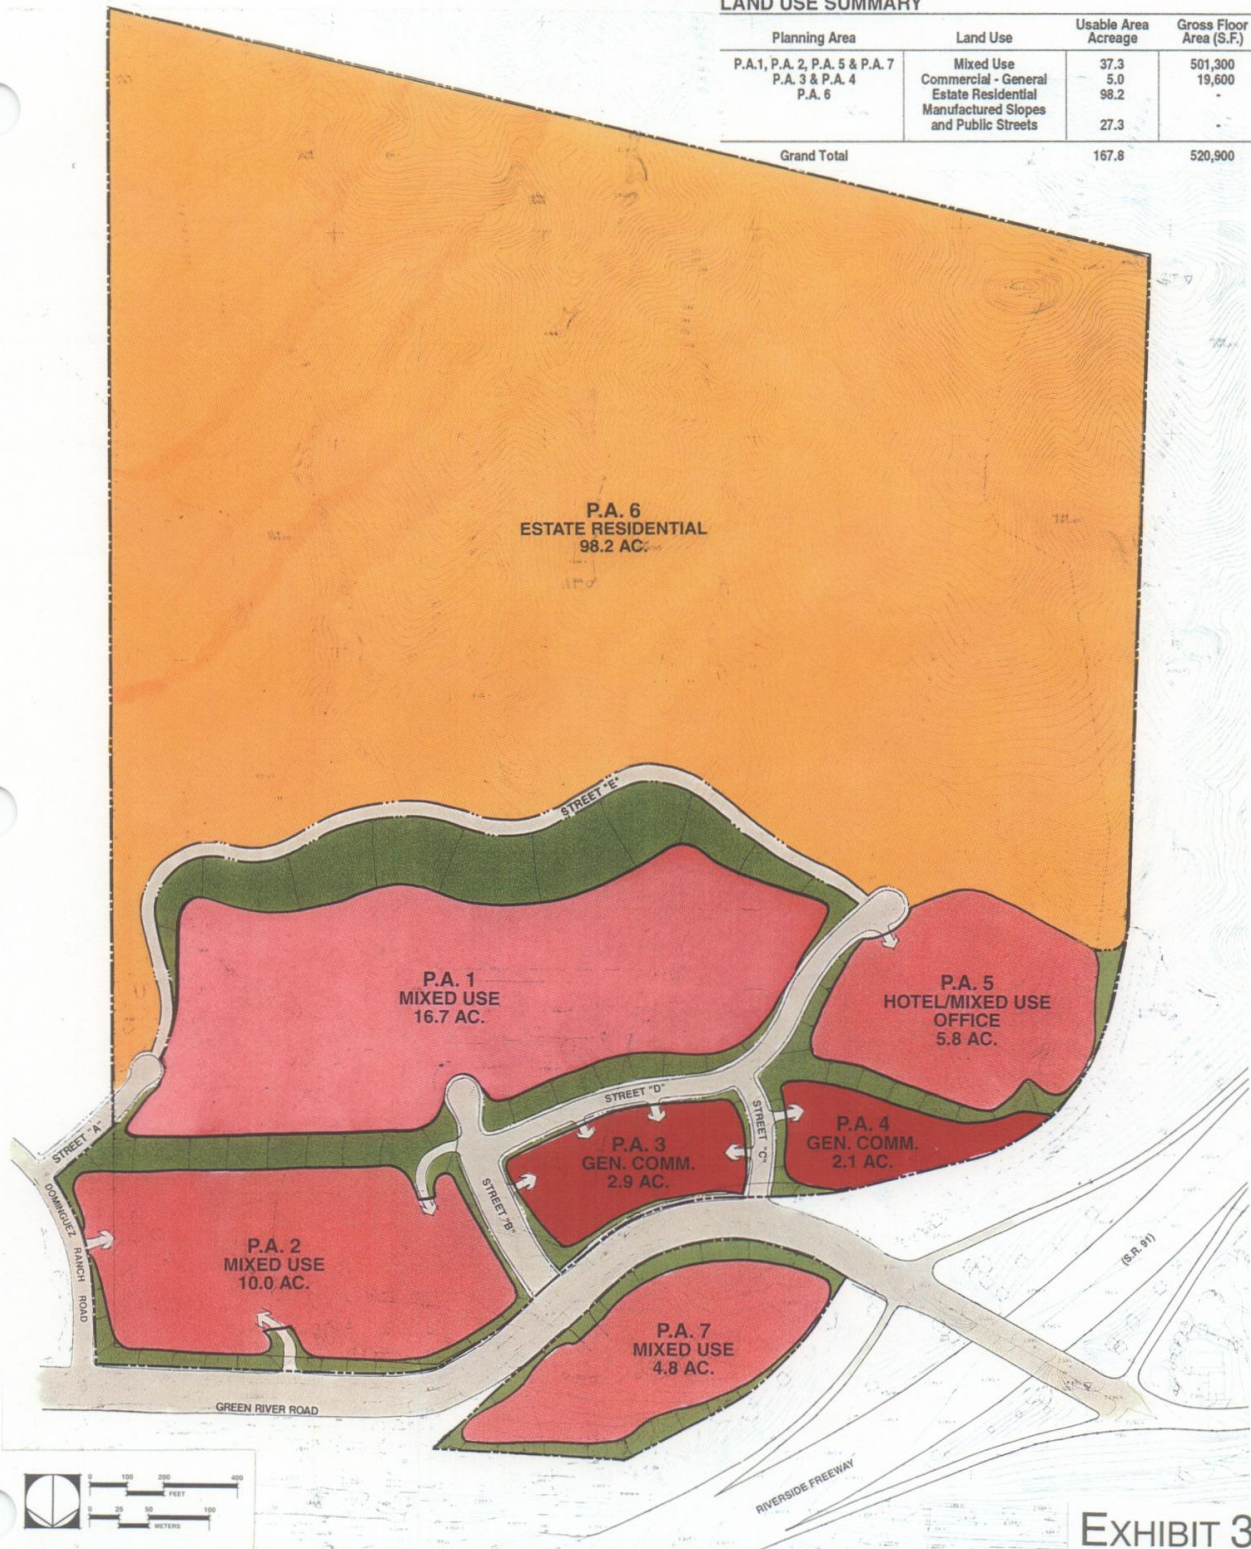 LAND USE SUMMARY
Planning Area Land Use Usable Area Acreage Gross Floor Area (S.F.)
P.A.1, P.A. 2, P.A. 5 & P.A. 7 Mixed Use 37.3 501,300
P.A. 3 & P.A. 4 Commercial - General 5.0 19,600
P.A. 6 Estate Residential 98.2 -
Manufactured Slopes
and Public Streets 27.3 -
Grand Total 167.8 520,900
P.A. 6
ESTATE RESIDENTIAL
98.2 AC.
STREET "E"
P.A. 1
MIXED USE
16.7 AC.
P.A. 5
HOTEL/MIXED USE
OFFICE
5.8 AC.
STREET "D"
STREET "C"
P.A. 4
GEN. COMM.
2.1 AC.
P.A. 3
GEN. COMM.
2.9 AC.
STREET "A"
STREET "B"
DOMINGUEZ RANCH ROAD
P.A. 2
MIXED USE
10.0 AC.
(S.R. 91)
P.A. 7
MIXED USE
4.8 AC.
GREEN RIVER ROAD
RIVERSIDE FREEWAY
0 100 200 400
FEET
0 25 50 100
METERS
EXHIBIT 3